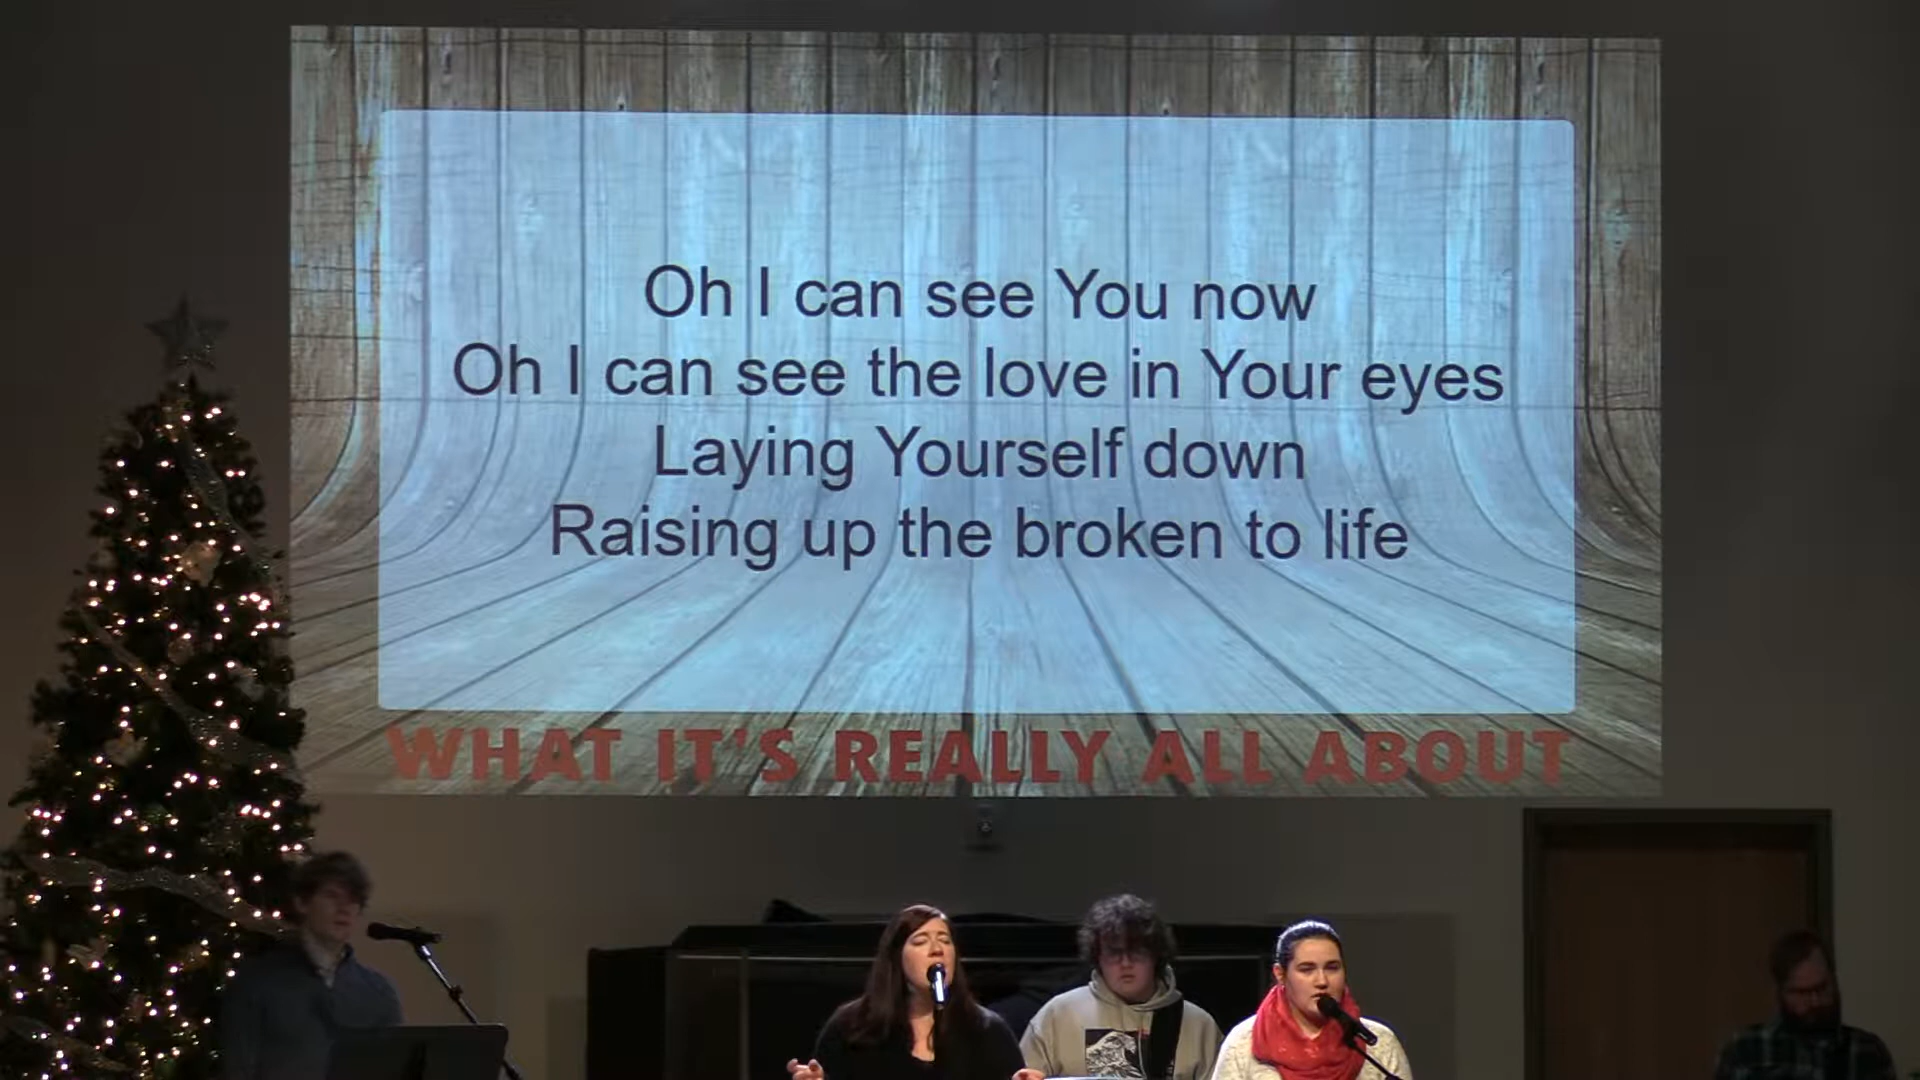 Oh I can see You now
Oh I can see the love in Your eyes
Laying Yourself down
Raising up the broken to life
WHAT IT'S REALLY ALL ABOUT